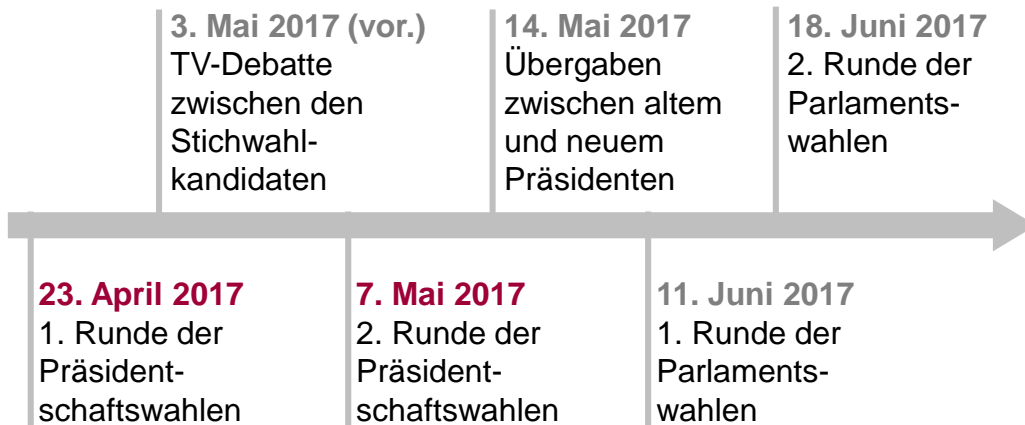 3. Mai 2017 (vor.)
TV-Debatte
zwischen den
Stichwahl-
kandidaten
14. Mai 2017
Übergaben
zwischen altem
und neuem
Präsidenten
18. Juni 2017
2. Runde der
Parlaments-
wahlen
23. April 2017
1. Runde der
Präsident-
schaftswahlen
7. Mai 2017
2. Runde der
Präsident-
schaftswahlen
11. Juni 2017
1. Runde der
Parlaments-
wahlen